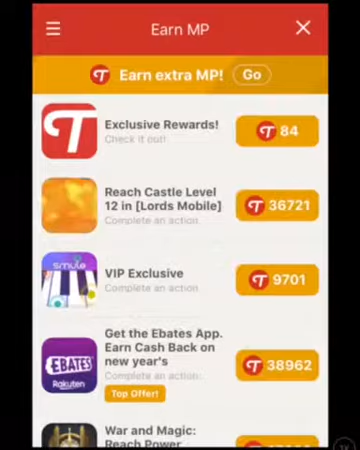 Earn MP
Earn extra MP! Go
Exclusive Rewards!
Check it out!
84
Reach Castle Level
12 in [Lords Mobile]
Complete an action
36721
smule
VIP Exclusive
Complete an action
9701
Get the Ebates App.
Earn Cash Back on
new year's
Complete an action.
Top Offer!
38962
EBATES
Rakuten
War and Magic:
Reach Power